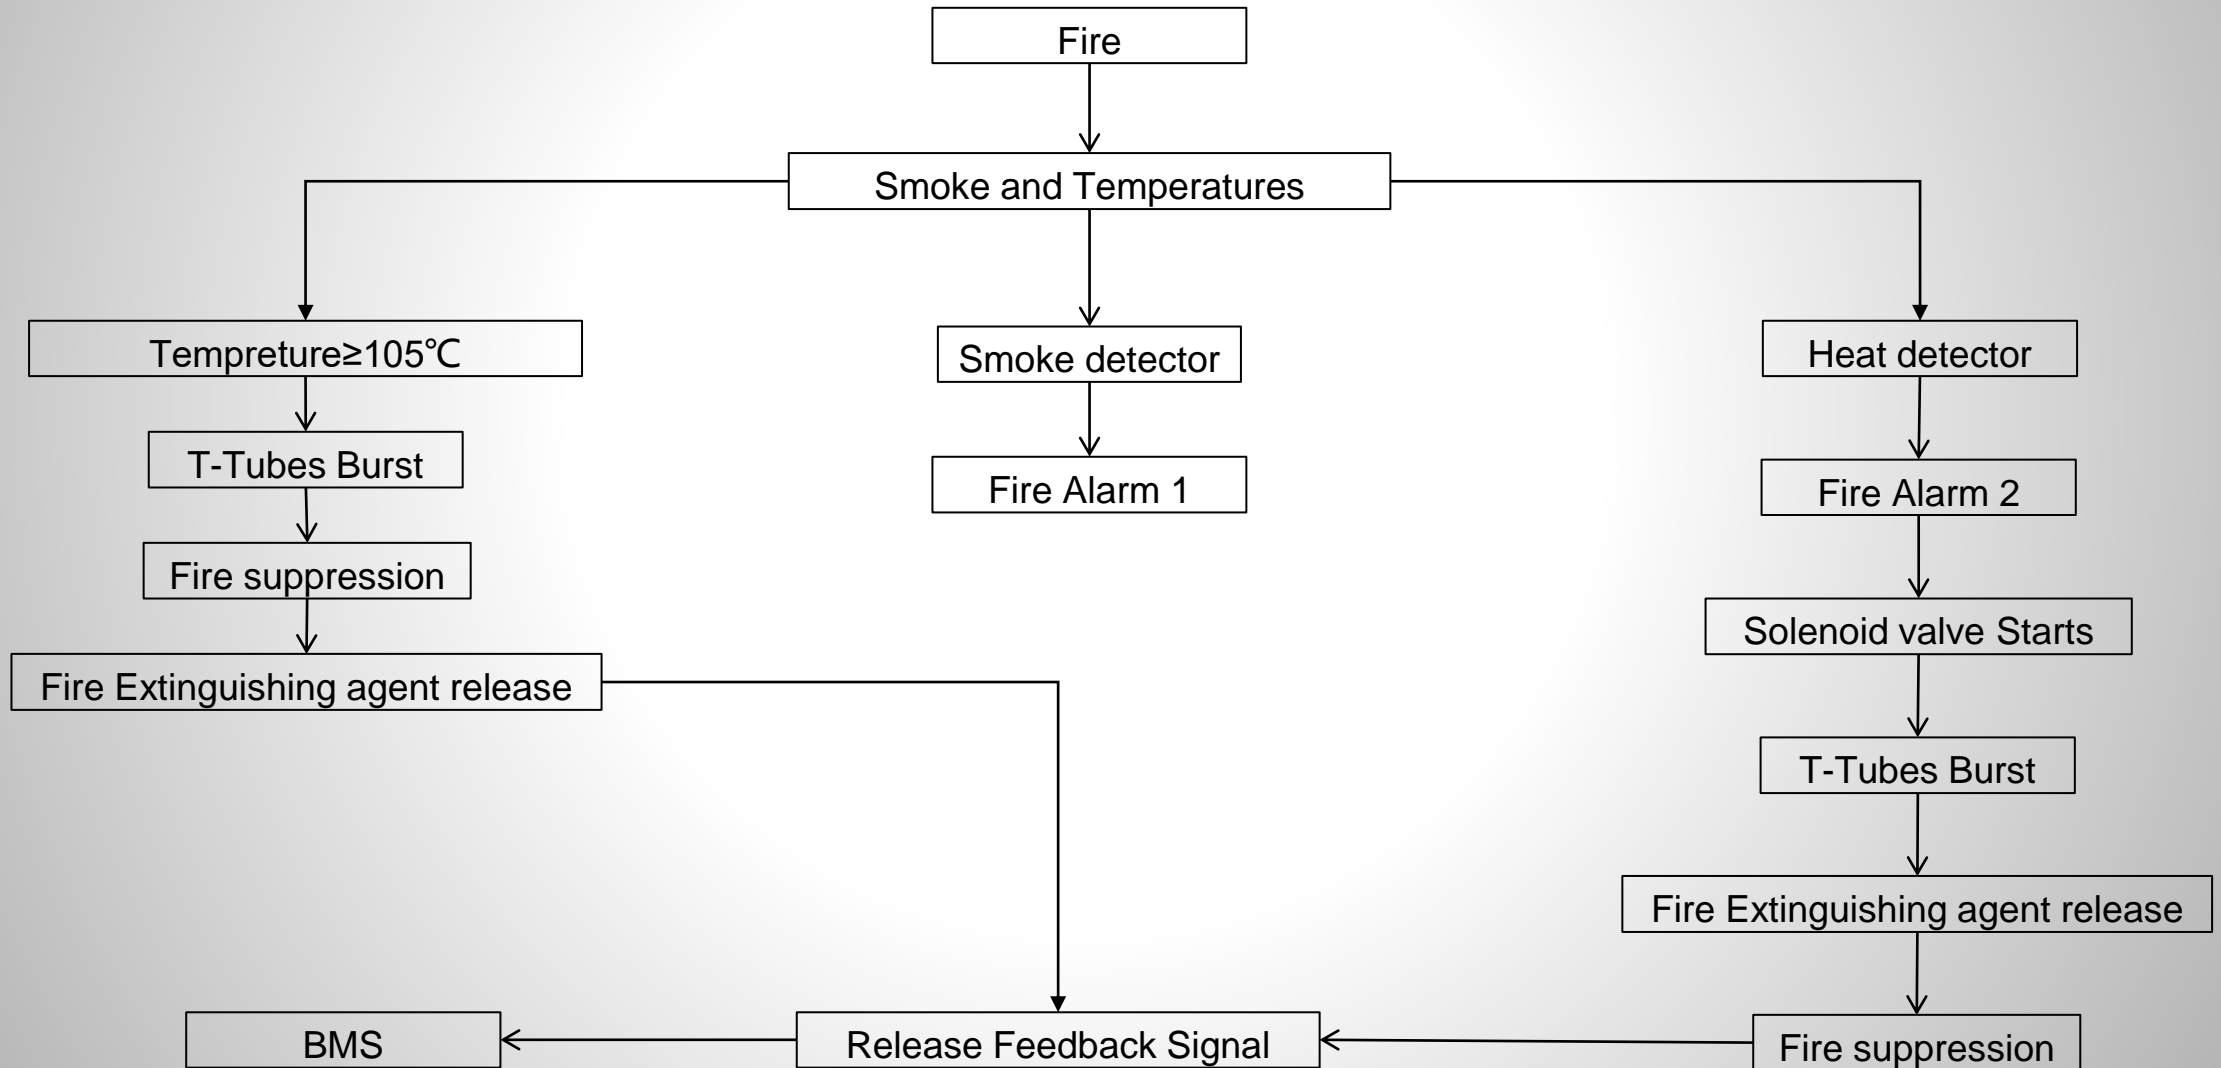 Fire
Smoke and Temperatures
Tempreture≥105℃
Smoke detector
Heat detector
T-Tubes Burst
Fire Alarm 1
Fire Alarm 2
Fire suppression
Solenoid valve Starts
Fire Extinguishing agent release
T-Tubes Burst
Fire Extinguishing agent release
BMS
Release Feedback Signal
Fire suppression